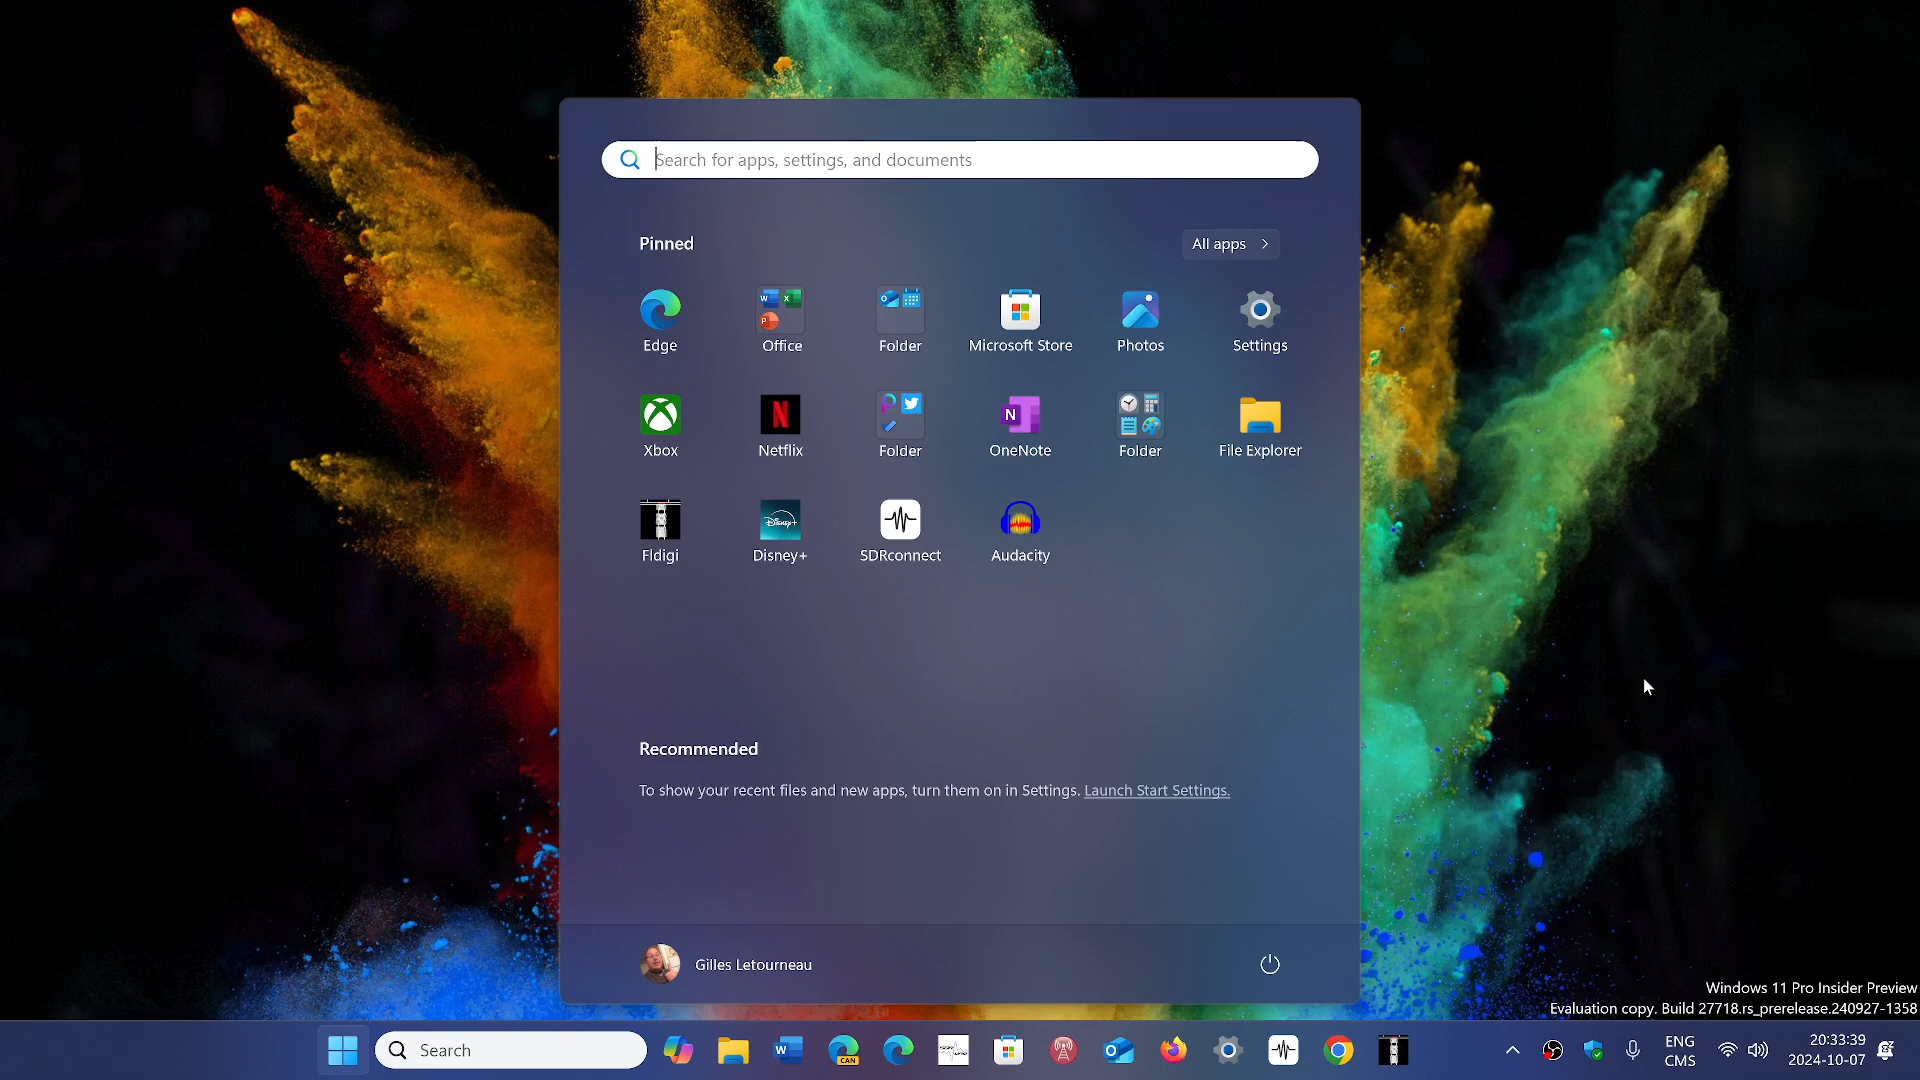 Search for apps, settings, and documents
Pinned
All apps
Edge
Office
Folder
Microsoft Store
Photos
Settings
Xbox
Netflix
Folder
OneNote
Folder
File Explorer
Fldigi
Disney+
SDRconnect
Audacity
Recommended
To show your recent files and new apps, turn them on in Settings. Launch Start Settings.
Gilles Letourneau
Windows 11 Pro Insider Preview
Evaluation copy. Build 27718.rs_prerelease.240927-1358
Search
CAN
ENG
CMS
20:33:39
2024-10-07